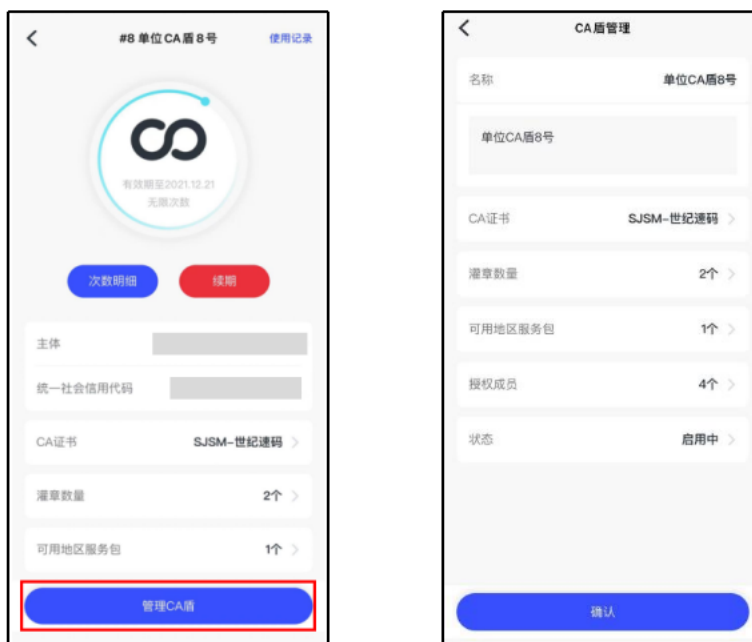 #8 单位CA盾8号
使用记录
有效期至2021.12.21
无限次数
次数明细
续期
主体
统一社会信用代码
CA证书
SJSM-世纪速码
灌章数量
2个
可用地区服务包
1个
管理CA盾
CA盾管理
名称
单位CA盾8号
单位CA盾8号
CA证书
SJSM-世纪速码
灌章数量
2个
可用地区服务包
1个
授权成员
4个
状态
启用中
确认